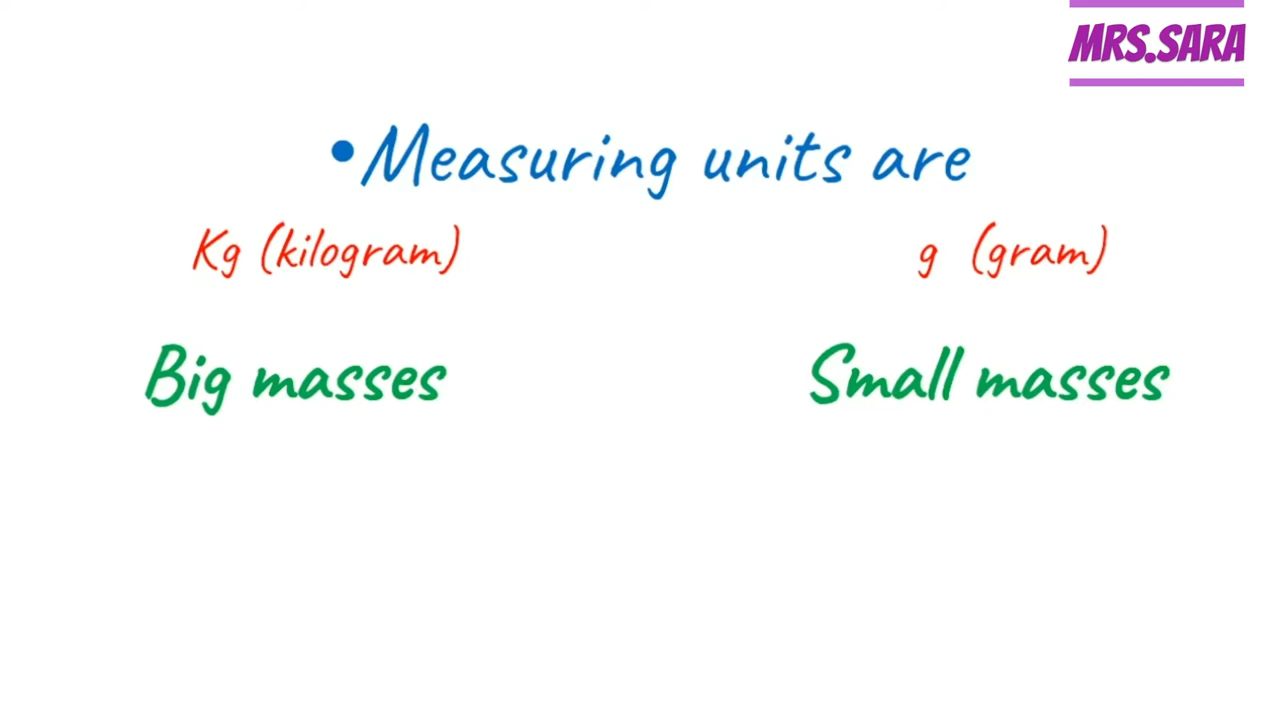 MRS.SARA
•Measuring units are
Kg (kilogram) g (gram)
Big masses Small masses